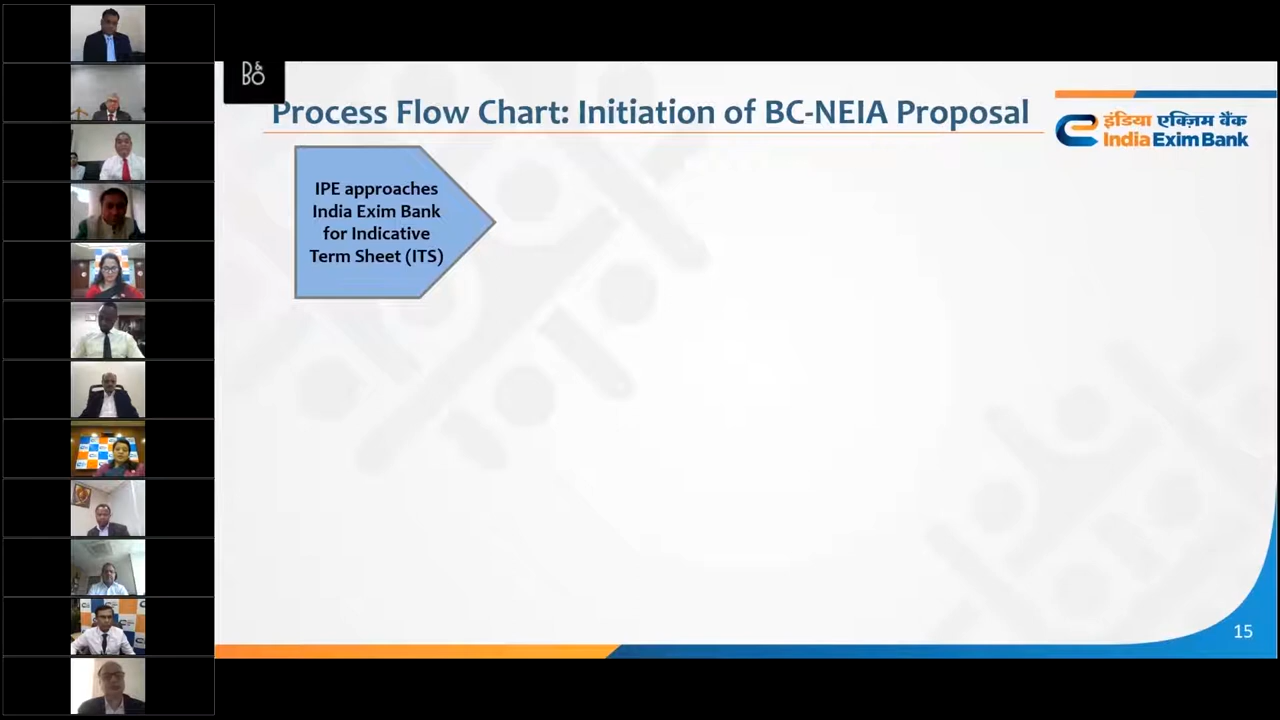 B&O
Process Flow Chart: Initiation of BC-NEIA Proposal
इंडिया एक्ज़िम बैंक
India Exim Bank
IPE approaches
India Exim Bank
for Indicative
Term Sheet (ITS)
15